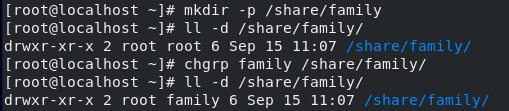 [root@localhost ~]# mkdir -p /share/family
[root@localhost ~]# ll -d /share/family/
drwxr-xr-x 2 root root 6 Sep 15 11:07 /share/family/
[root@localhost ~]# chgrp family /share/family/
[root@localhost ~]# ll -d /share/family/
drwxr-xr-x 2 root family 6 Sep 15 11:07 /share/family/